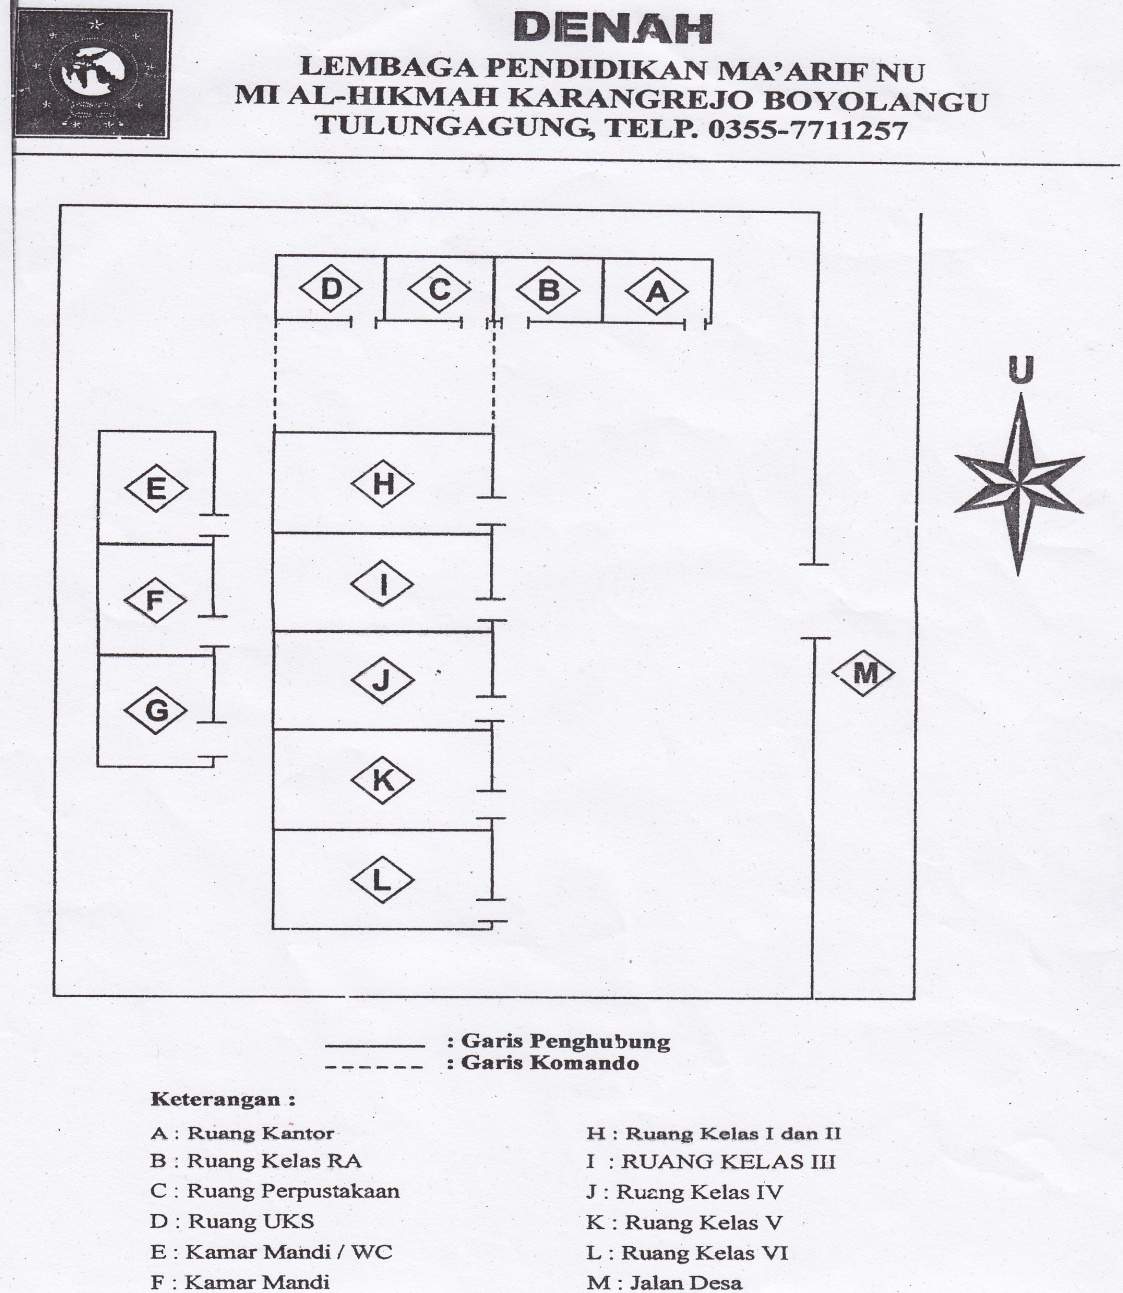 DENAH
LEMBAGA PENDIDIKAN MA'ARIF NU
MI AL-HIKMAH KARANGREJO BOYOLANGU
TULUNGAGUNG, TELP. 0355-7711257
D C B A
U
E H
F I
J M
G
K
L
: Garis Penghubung
: Garis Komando
Keterangan :
A : Ruang Kantor
B : Ruang Kelas RA
C : Ruang Perpustakaan
D : Ruang UKS
E : Kamar Mandi / WC
F : Kamar Mandi
H : Ruang Kelas I dan II
I : RUANG KELAS III
J : Ruang Kelas IV
K : Ruang Kelas V
L : Ruang Kelas VI
M : Jalan Desa